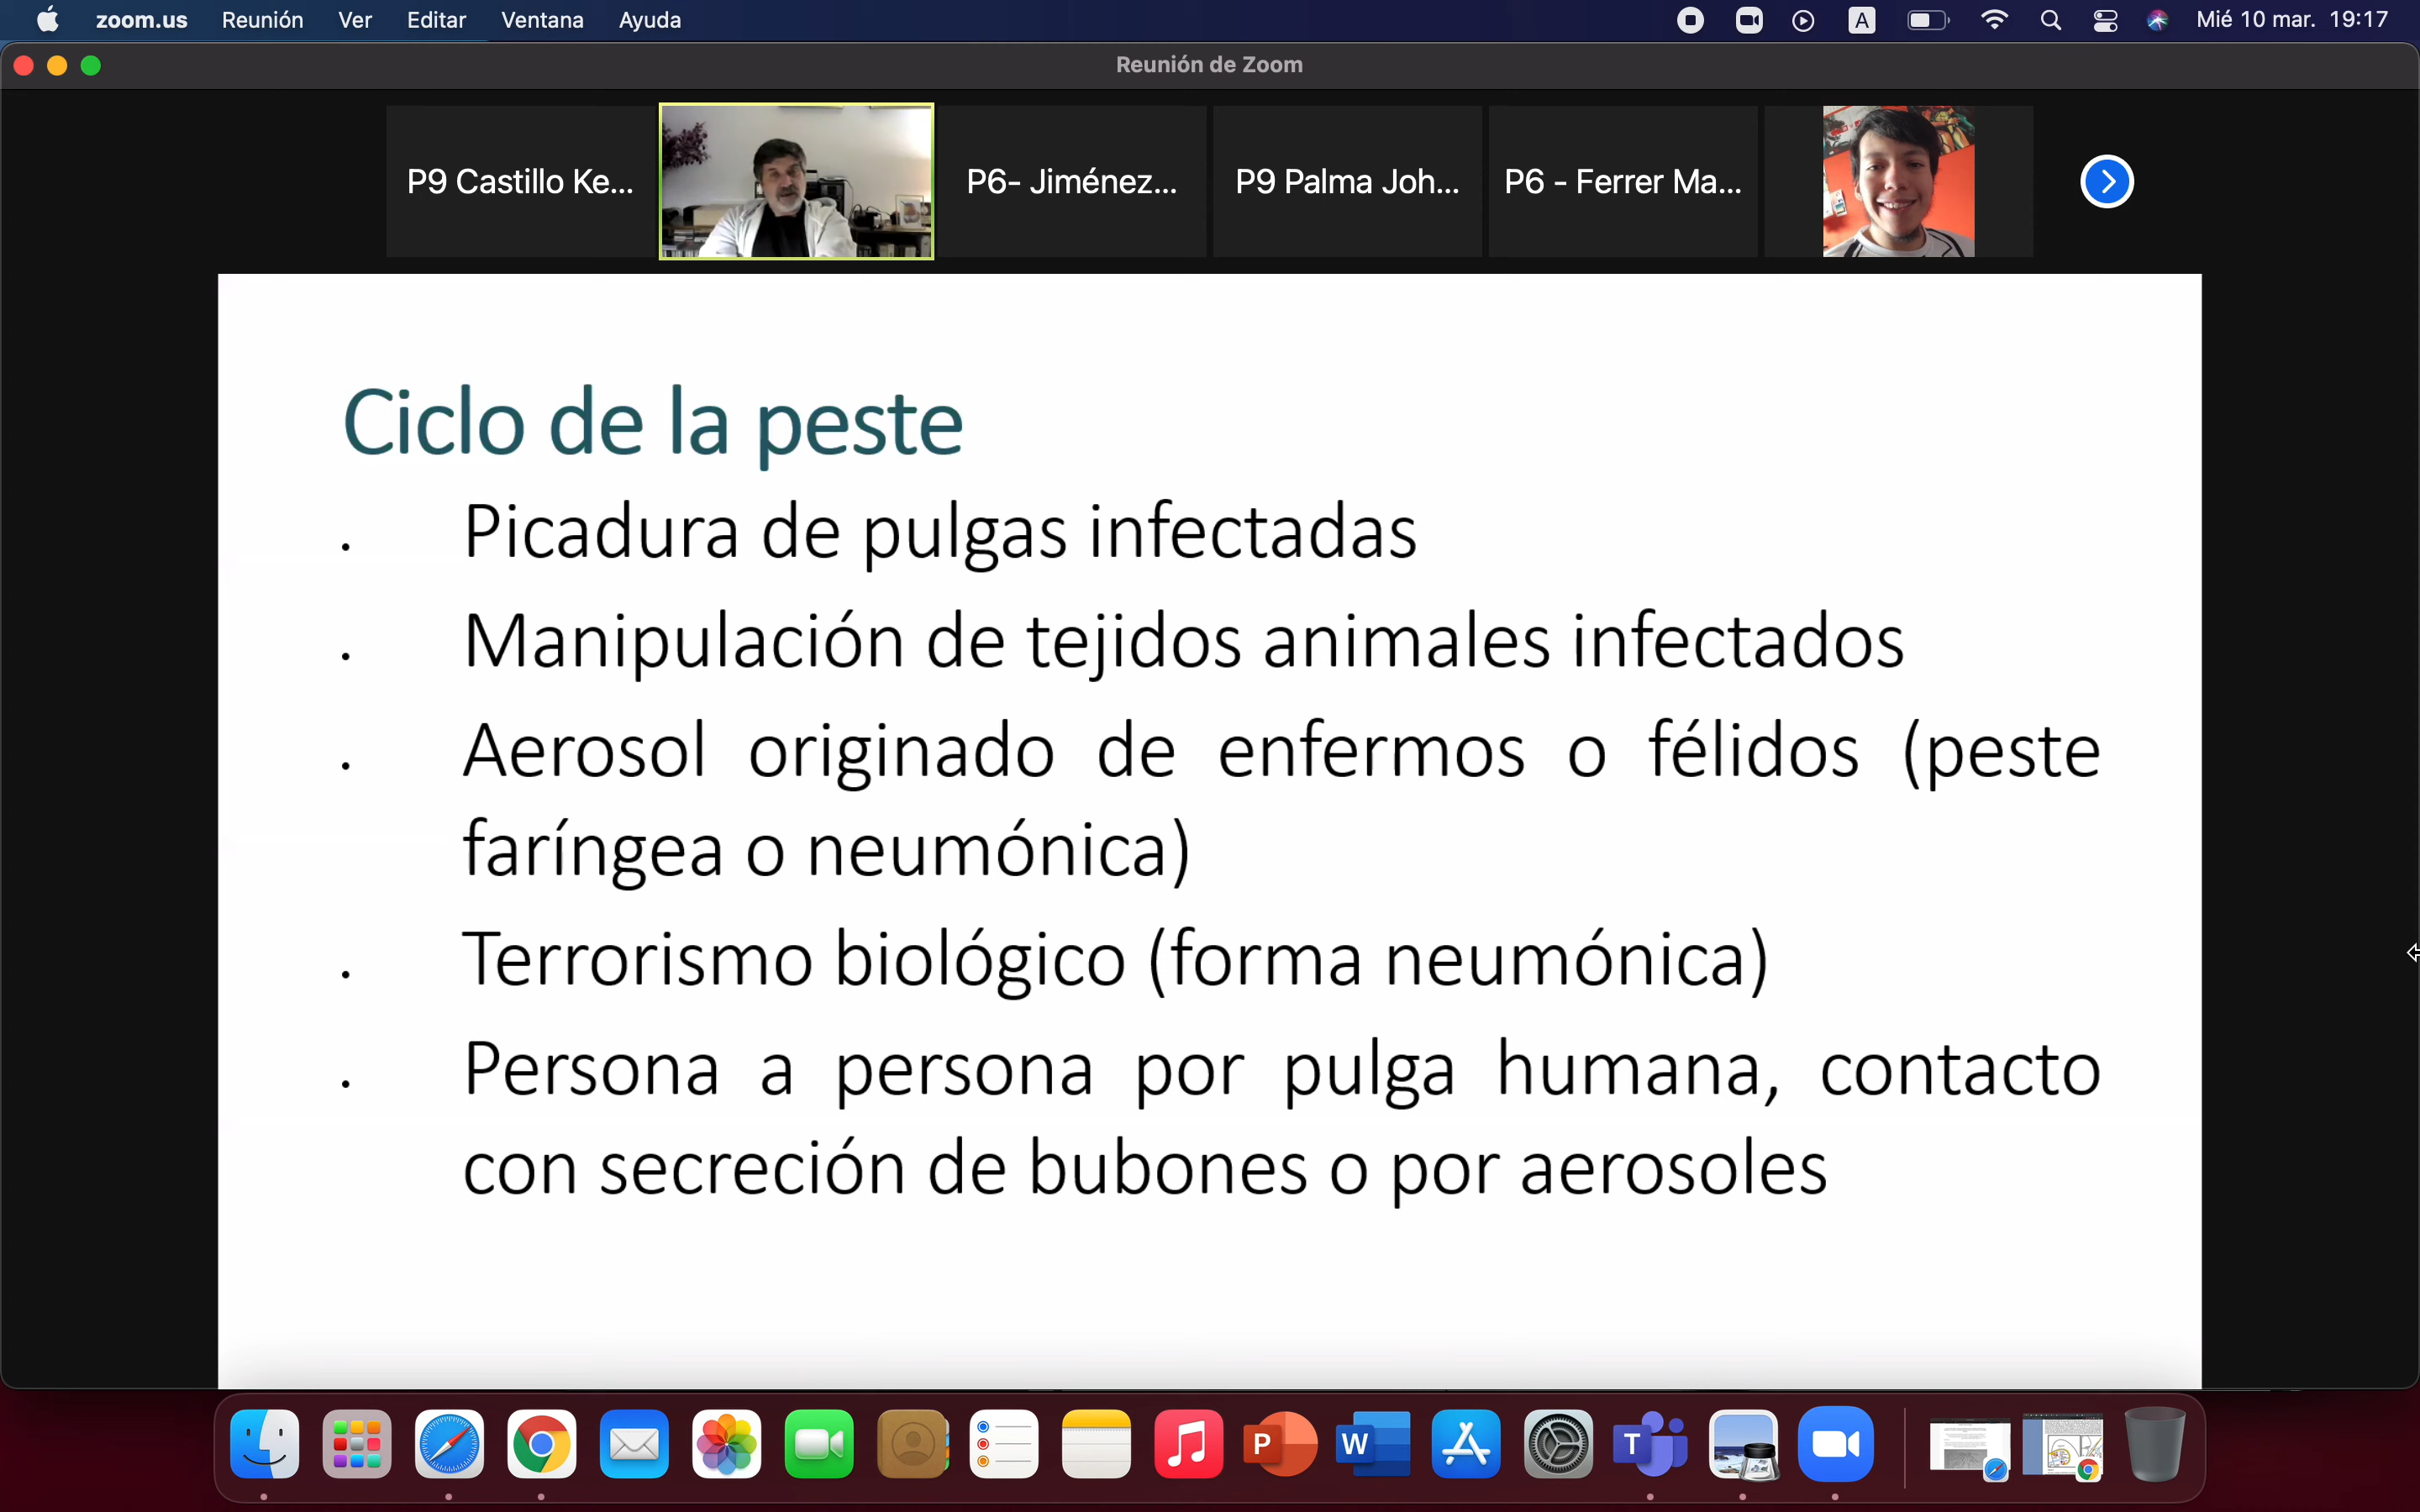 zoom.us Reunión Ver Editar Ventana Ayuda A Mié 10 mar. 19:17
Reunión de Zoom
P9 Castillo Ke... P6- Jiménez... P9 Palma Joh... P6 - Ferrer Ma...
Ciclo de la peste
• Picadura de pulgas infectadas
• Manipulación de tejidos animales infectados
• Aerosol originado de enfermos o félidos (peste
faríngea o neumónica)
• Terrorismo biológico (forma neumónica)
• Persona a persona por pulga humana, contacto
con secreción de bubones o por aerosoles
P W T